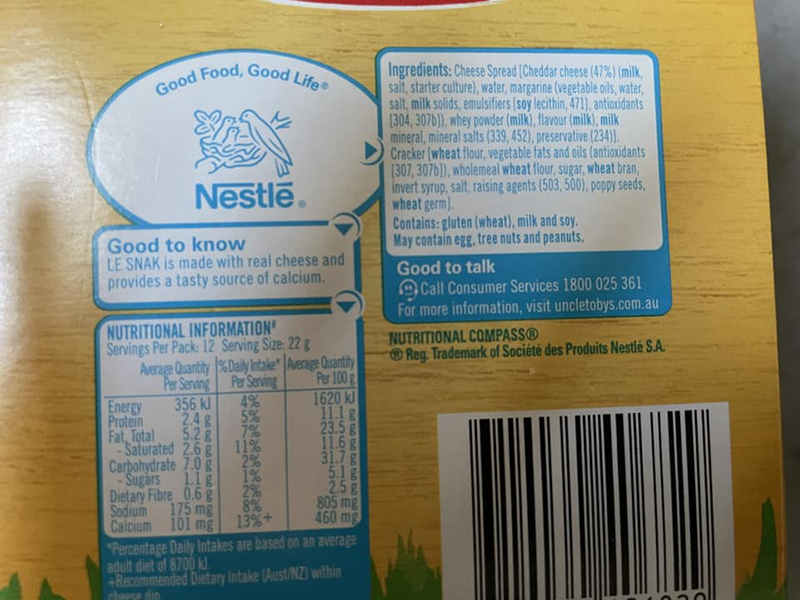 Good Food, Good Life®
Nestlé®
Good to know
LE SNAK is made with real cheese and
provides a tasty source of calcium.
NUTRITIONAL INFORMATION#
Servings Per Pack: 12 Serving Size: 22 g
Average Quantity Per Serving %Daily Intake* Per Serving Average Quantity Per 100 g
Energy 356 kJ 4% 1620 kJ
Protein 2.4 g 5% 11.1 g
Fat, Total 5.2 g 7% 23.5 g
- Saturated 2.6 g 11% 11.6 g
Carbohydrate 7.0 g 2% 31.7 g
- Sugars 1.1 g 1% 5.1 g
Dietary Fibre 0.6 g 2% 2.5 g
Sodium 175 mg 8% 805 mg
Calcium 101 mg 13%+ 460 mg
*Percentage Daily Intakes are based on an average
adult diet of 8700 kJ.
+Recommended Dietary Intake (Aust/NZ) within
cheese dip
Ingredients: Cheese Spread [Cheddar cheese (47%) (milk,
salt, starter culture), water, margarine (vegetable oils, water,
salt, milk solids, emulsifiers [soy lecithin, 471], antioxidants
[304, 307b]), whey powder (milk), flavour (milk), milk
mineral, mineral salts (339, 452), preservative (234)].
Cracker [wheat flour, vegetable fats and oils (antioxidants
[307, 307b]), wholemeal wheat flour, sugar, wheat bran,
invert syrup, salt, raising agents (503, 500), poppy seeds,
wheat germ].
Contains: gluten (wheat), milk and soy.
May contain egg, tree nuts and peanuts.
Good to talk
Call Consumer Services 1800 025 361
For more information, visit unclet​obys.com.au
NUTRITIONAL COMPASS®
® Reg. Trademark of Société des Produits Nestlé S.A.